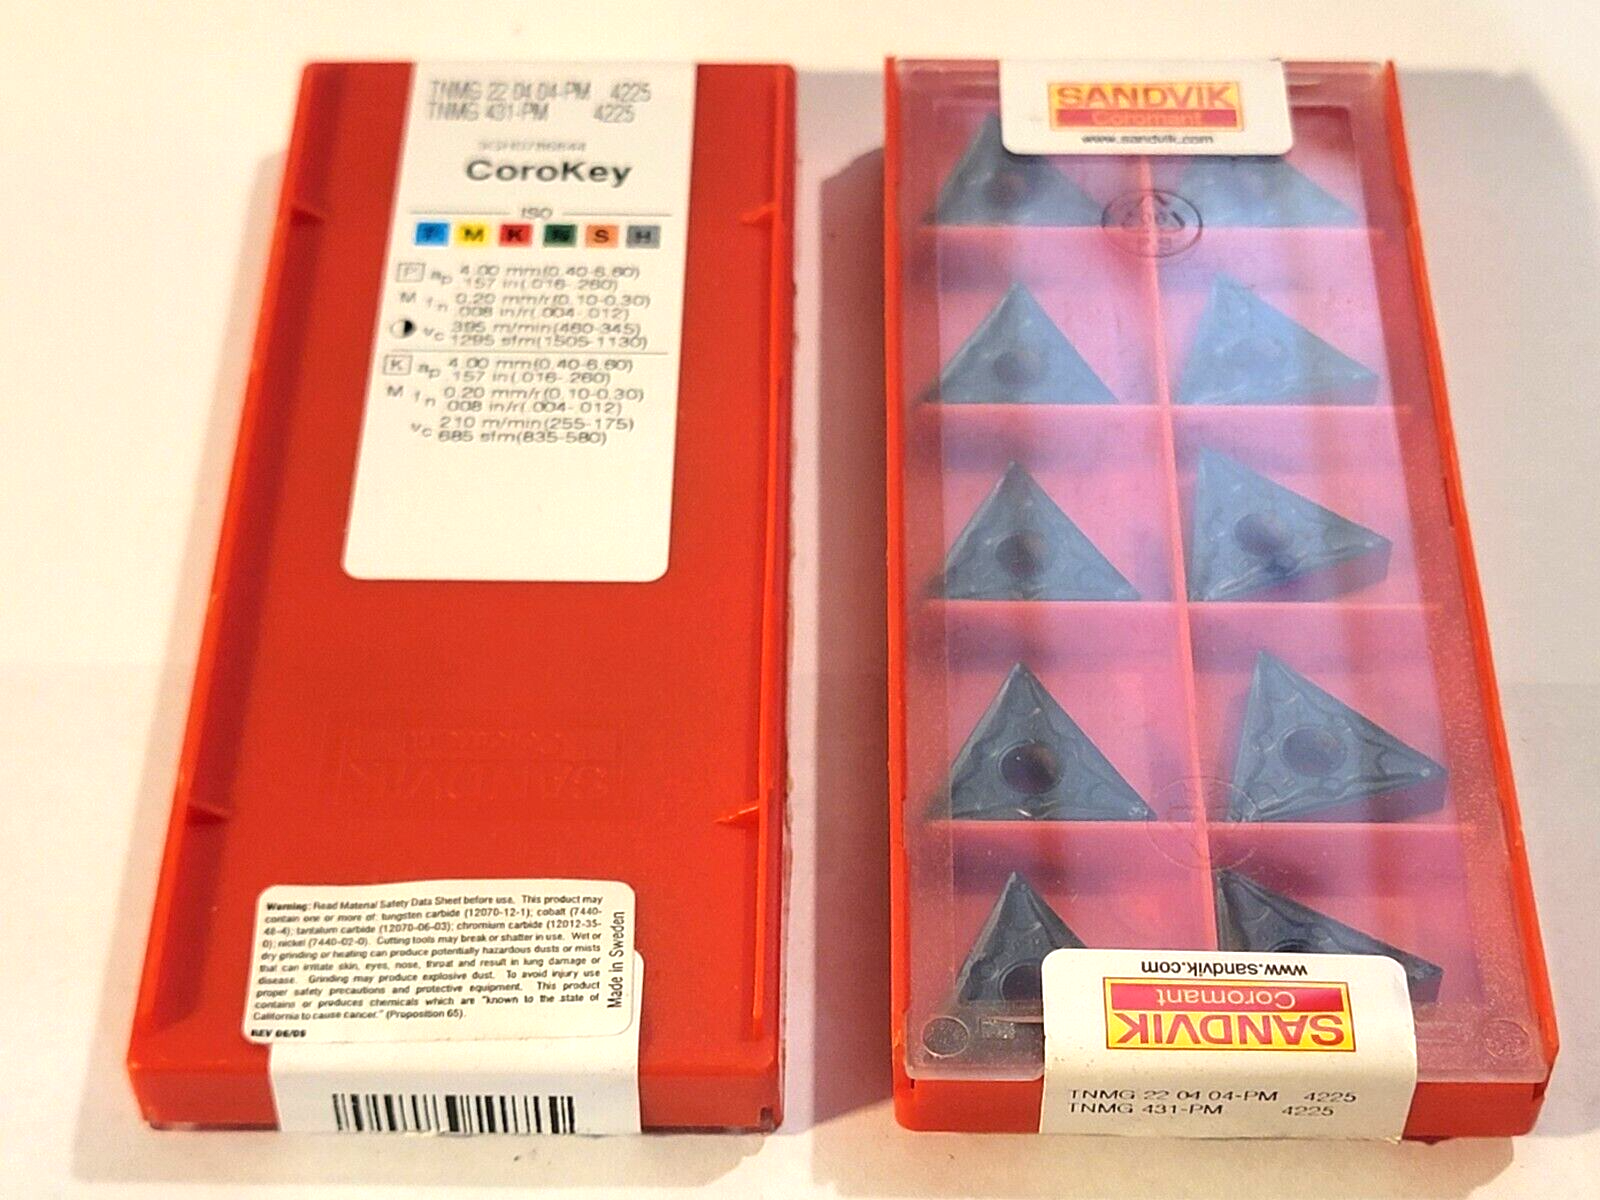 TNMG 22 04 04-PM 4225
TNMG 431-PM 4225
CoroKey
ISO
P M K N S H
P ap 4.00 mm(0.40-6.60)
.157 in(.016-.260)
M fn 0.20 mm/r(0.10-0.30)
.008 in/r(.004-.012)
vc 395 m/min(460-345)
1295 sfm(1505-1130)
K ap 4.00 mm(0.40-6.60)
.157 in(.016-.260)
M fn 0.20 mm/r(0.10-0.30)
.008 in/r(.004-.012)
vc 210 m/min(255-175)
685 sfm(835-580)
SANDVIK
Coromant
Warning: Read Material Safety Data Sheet before use. This product may
contain one or more of: tungsten carbide (12070-12-1); cobalt (7440-
48-4); tantalum carbide (12070-06-03); chromium carbide (12012-35-
0); nickel (7440-02-0). Cutting tools may break or shatter in use. Wet or
dry grinding or heating can produce potentially hazardous dusts or mists
that can irritate skin, eyes, nose, throat and result in lung damage or
disease. Grinding may produce explosive dust. To avoid injury use
proper safety precautions and protective equipment. This product
contains or produces chemicals which are "known to the state of
California to cause cancer." (Proposition 65).
REV 06/05
Made in Sweden
SANDVIK
Coromant
www.sandvik.com
www.sandvik.com
Coromant
SANDVIK
TNMG 22 04 04-PM 4225
TNMG 431-PM 4225